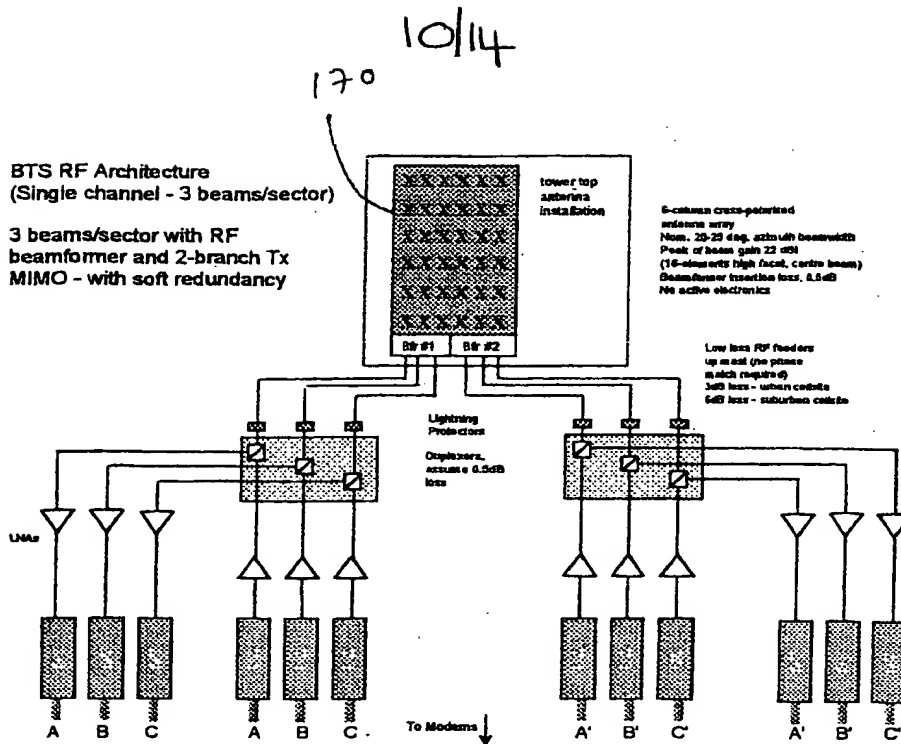 10/14
170
BTS RF Architecture
(Single channel - 3 beams/sector)
3 beams/sector with RF
beamformer and 2-branch Tx
MIMO - with soft redundancy
tower top
antenna
installation
6-column cross-polarized
antenna array
Nom. 20-25 deg. azimuth beamwidth
Peak of beam gain 22 dBi
(16-elements high facet, centre beam)
Beamformer insertion loss, 0.5dB
No active electronics
Bfr #1
Bfr #2
Low loss RF feeders
up mast (no phase
match required)
3dB loss - urban cellsite
6dB loss - suburban cellsite
Lightning
Protectors
Duplexers,
assume 0.5dB
loss
LNAs
A
B
C
A
B
C
To Modems
A'
B'
C'
A'
B'
C'